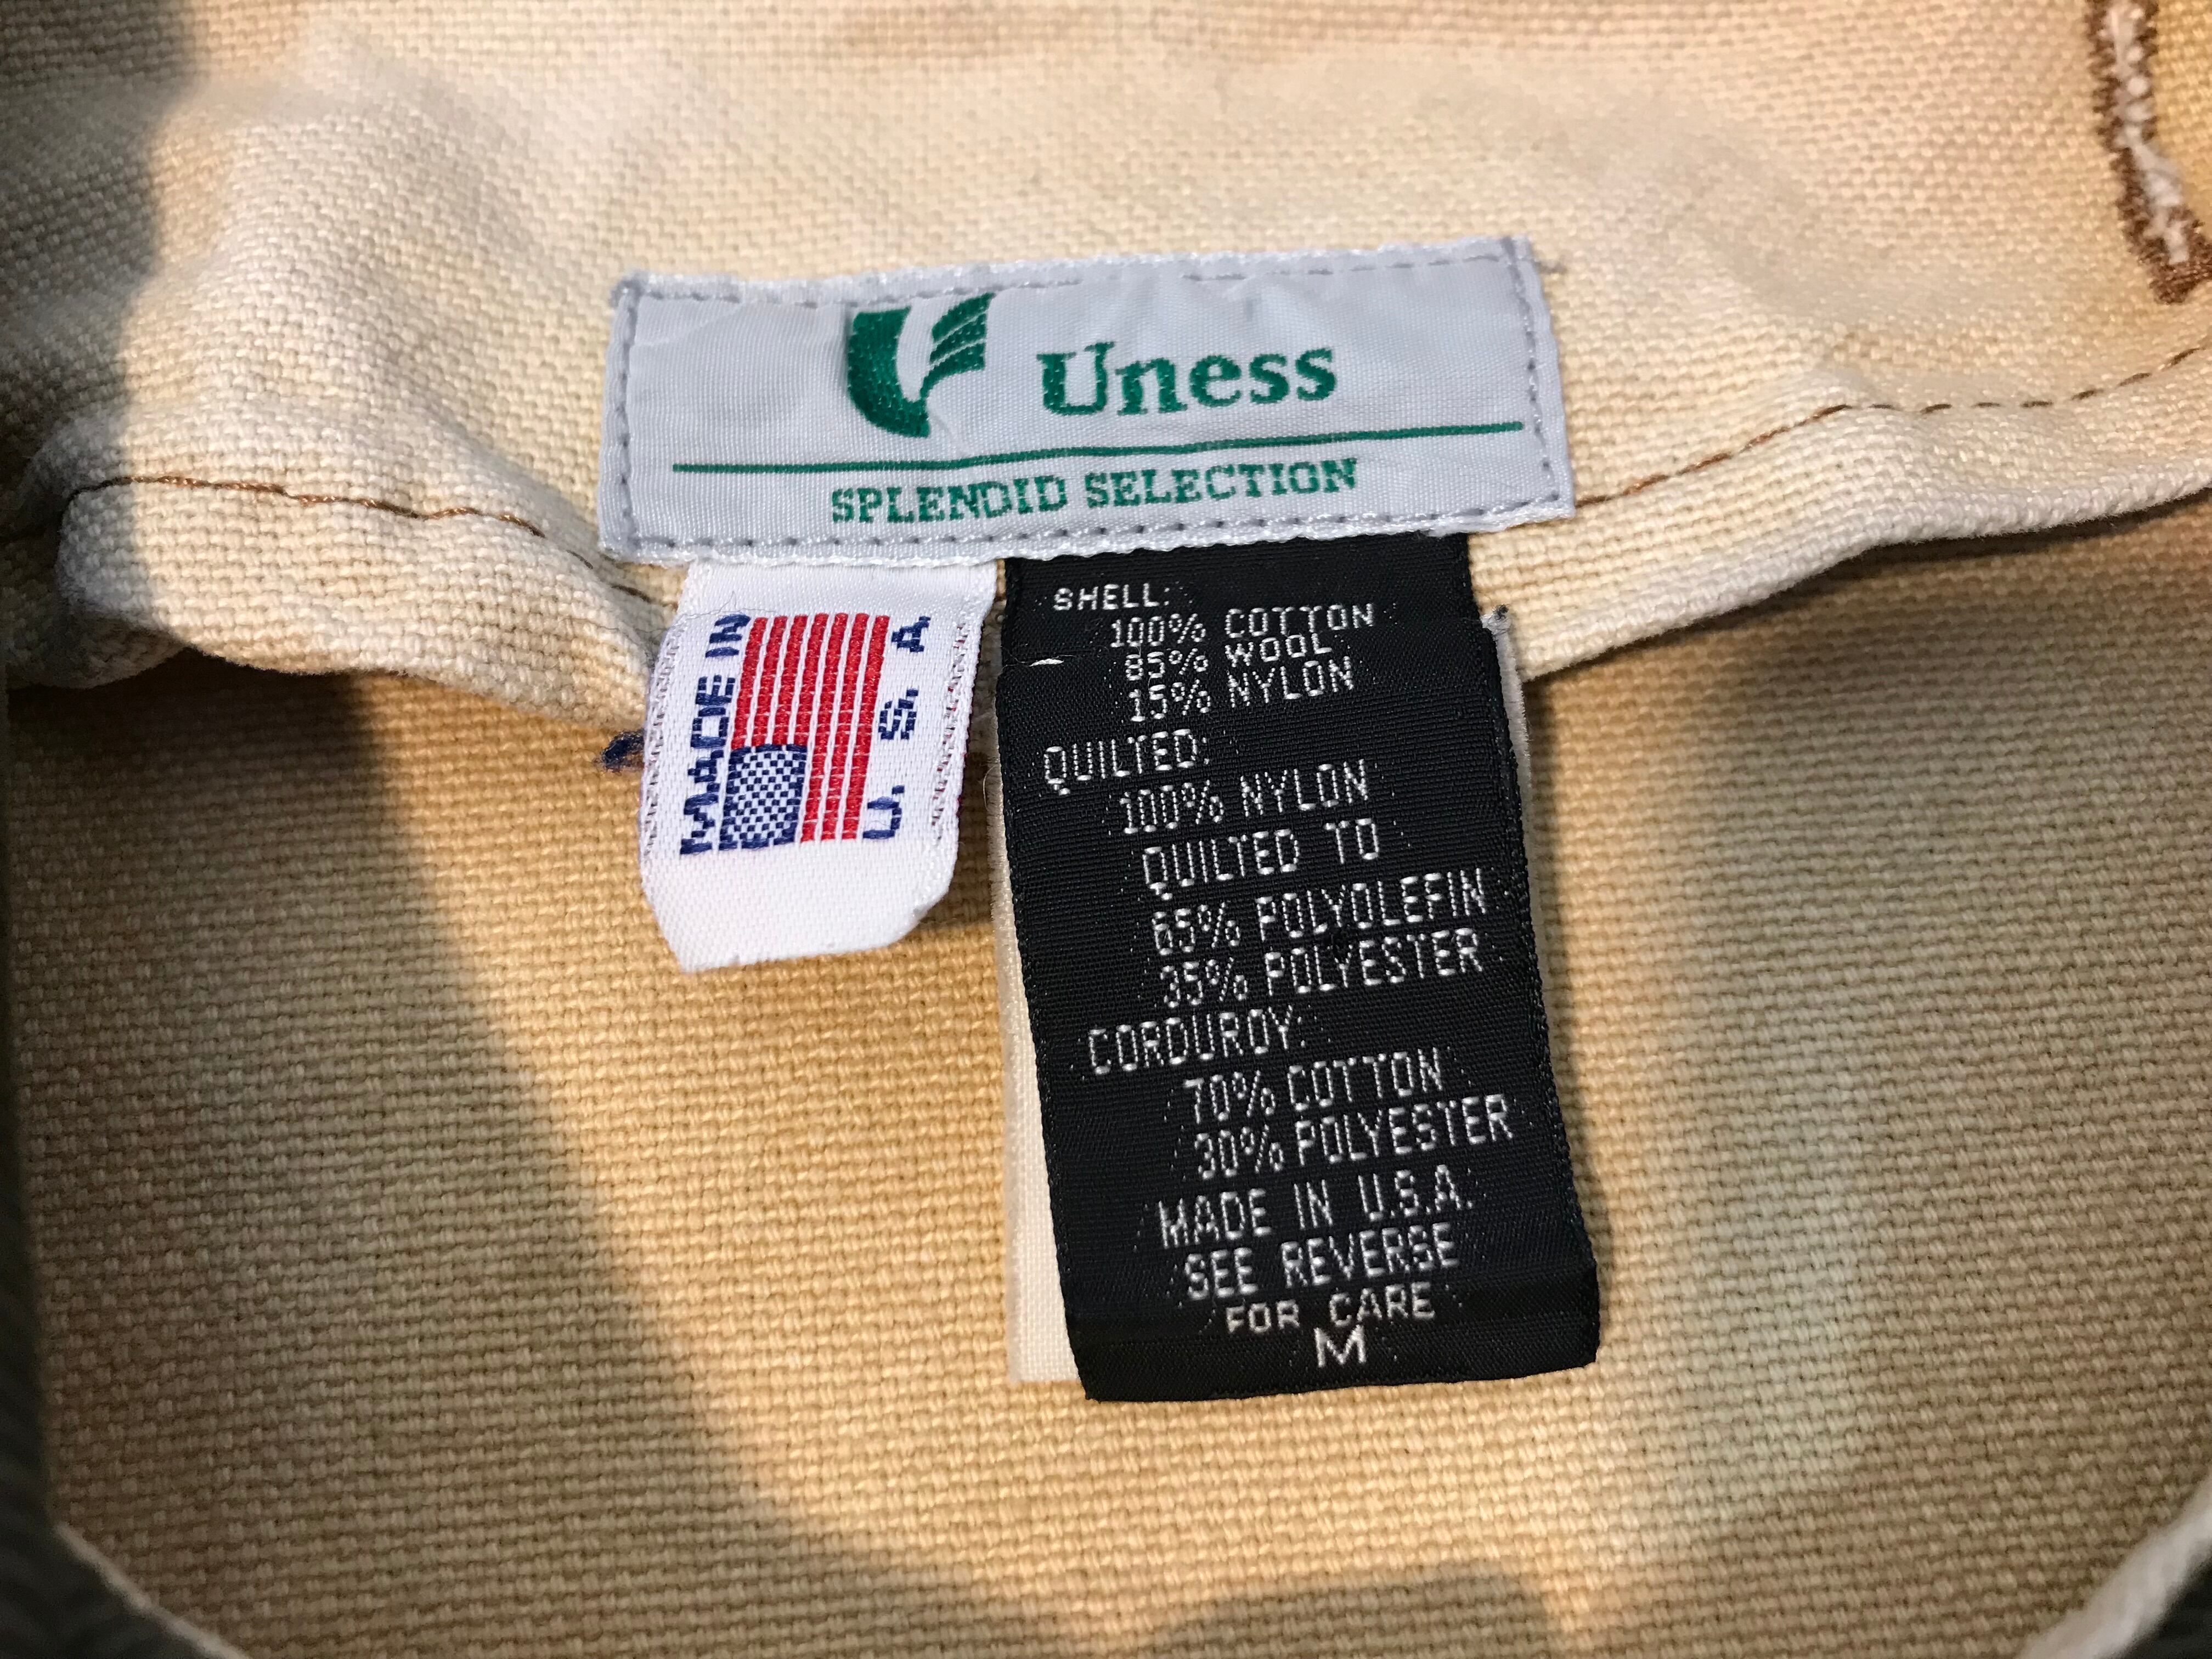 Uness
SPLENDID SELECTION
MADE IN
U. S. A.
SHELL:
100% COTTON
85% WOOL
15% NYLON
QUILTED:
100% NYLON
QUILTED TO
65% POLYOLEFIN
35% POLYESTER
CORDUROY:
70% COTTON
30% POLYESTER
MADE IN U.S.A.
SEE REVERSE
FOR CARE
M